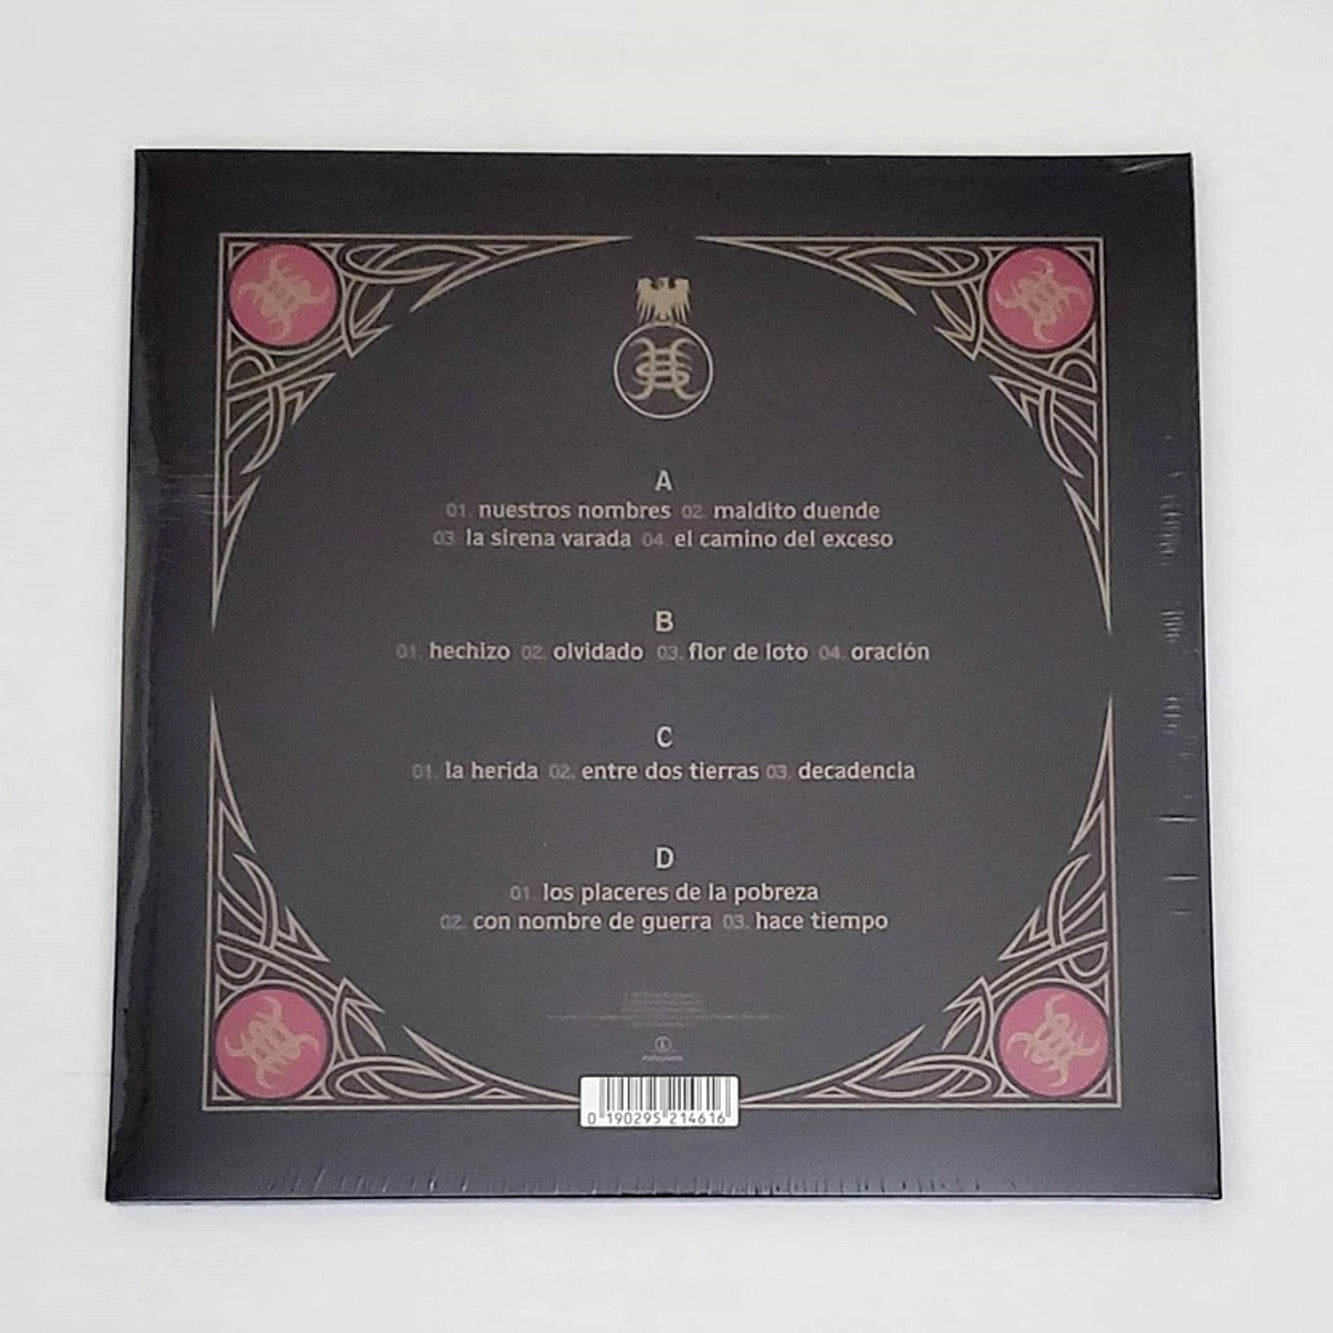 A
01. nuestros nombres 02. maldito duende
03. la sirena varada 04. el camino del exceso
B
01. hechizo 02. olvidado 03. flor de loto 04. oración
C
01. la herida 02. entre dos tierras 03. decadencia
D
01. los placeres de la pobreza
02. con nombre de guerra 03. hace tiempo
0 190295 214616